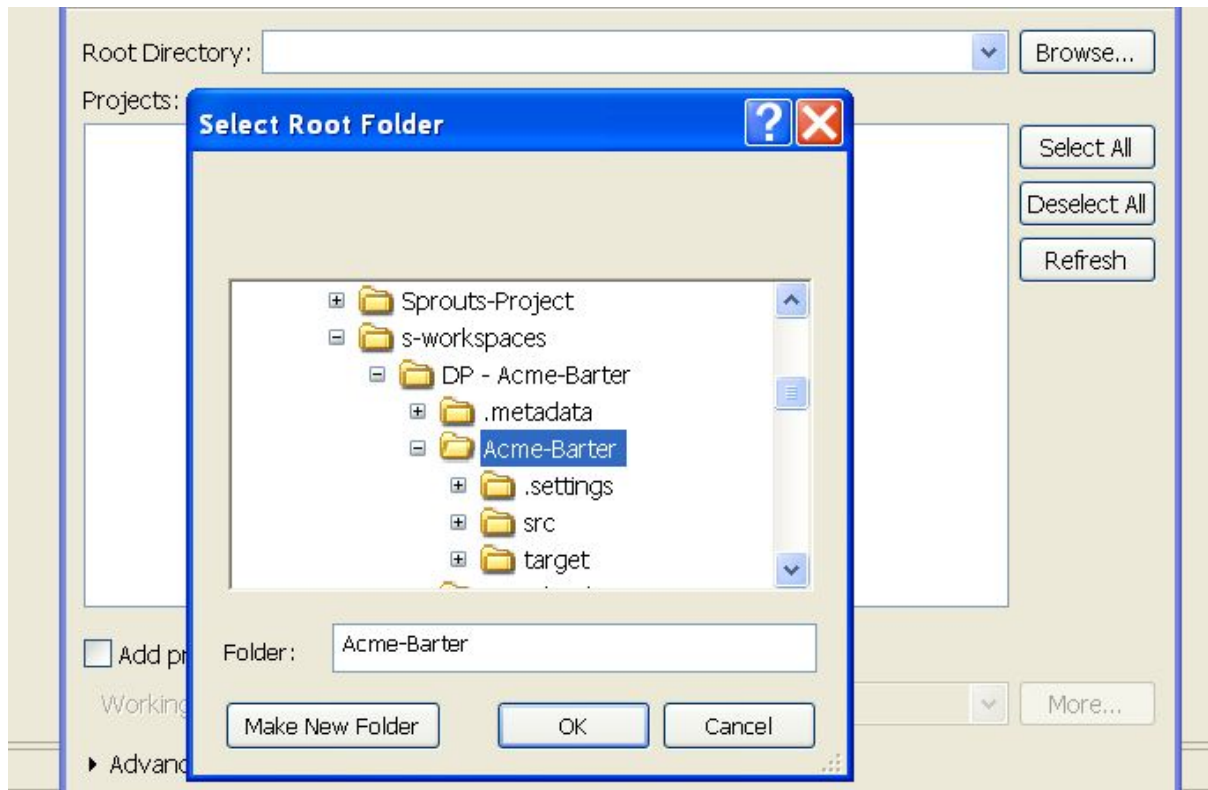 Root Directory:
Browse...
Projects:
Select Root Folder
Select All
Deselect All
Refresh
Sprouts-Project
s-workspaces
DP - Acme-Barter
.metadata
Acme-Barter
.settings
src
target
Add pr
Folder: Acme-Barter
Working
More...
Make New Folder
OK
Cancel
Advanc